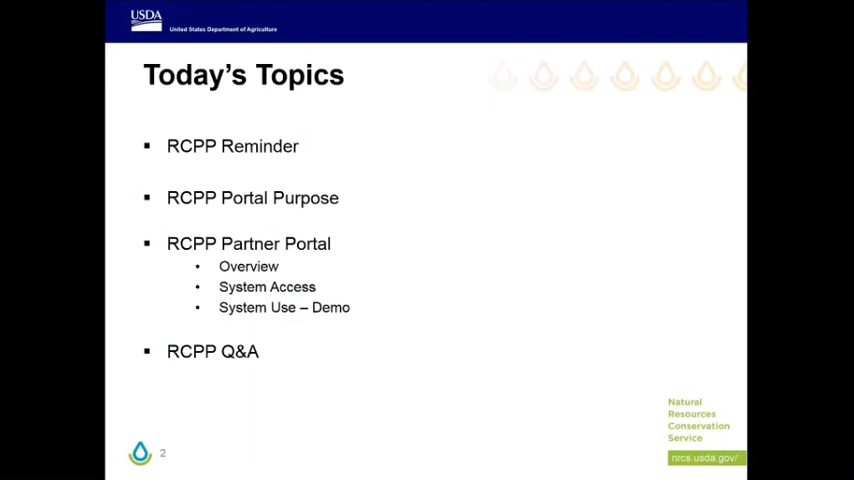 USDA
United States Department of Agriculture
Today's Topics
▪ RCPP Reminder
▪ RCPP Portal Purpose
▪ RCPP Partner Portal
• Overview
• System Access
• System Use – Demo
▪ RCPP Q&A
Natural
Resources
Conservation
Service
nrcs.usda.gov/
2